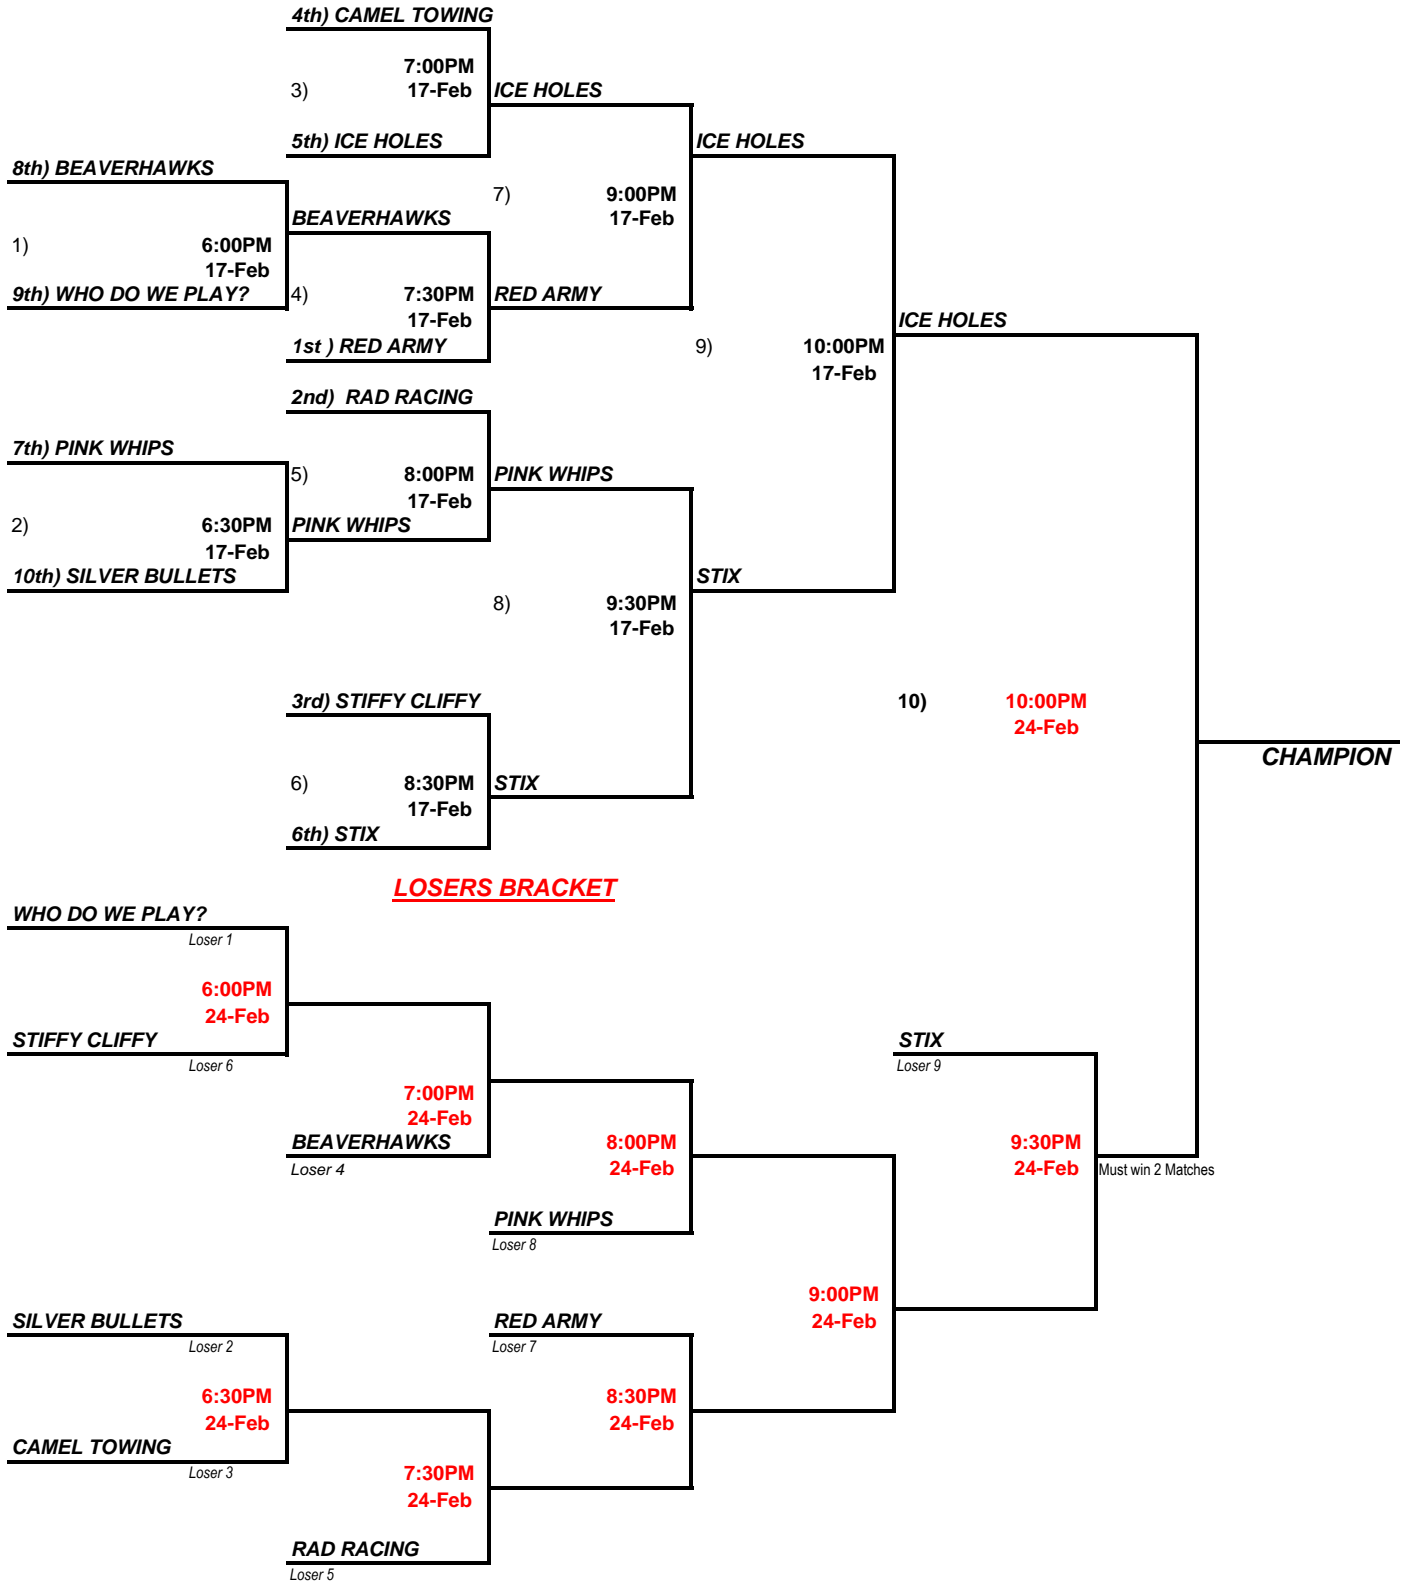 4th) CAMEL TOWING
7:00PM
3) 17-Feb
ICE HOLES
5th) ICE HOLES
ICE HOLES
8th) BEAVERHAWKS
7) 9:00PM
17-Feb
BEAVERHAWKS
1) 6:00PM
17-Feb
9th) WHO DO WE PLAY?
4) 7:30PM
17-Feb
RED ARMY
1st ) RED ARMY
ICE HOLES
9) 10:00PM
17-Feb
2nd)  RAD RACING
7th) PINK WHIPS
5) 8:00PM
17-Feb
PINK WHIPS
2) 6:30PM
17-Feb
PINK WHIPS
10th) SILVER BULLETS
STIX
8) 9:30PM
17-Feb
3rd) STIFFY CLIFFY
10) 10:00PM
24-Feb
CHAMPION
6) 8:30PM
17-Feb
STIX
6th) STIX
LOSERS BRACKET
WHO DO WE PLAY?
Loser 1
6:00PM
24-Feb
STIFFY CLIFFY
Loser 6
STIX
Loser 9
7:00PM
24-Feb
BEAVERHAWKS
Loser 4
8:00PM
24-Feb
9:30PM
24-Feb
Must win 2 Matches
PINK WHIPS
Loser 8
9:00PM
24-Feb
SILVER BULLETS
Loser 2
RED ARMY
Loser 7
6:30PM
24-Feb
8:30PM
24-Feb
CAMEL TOWING
Loser 3
7:30PM
24-Feb
RAD RACING
Loser 5